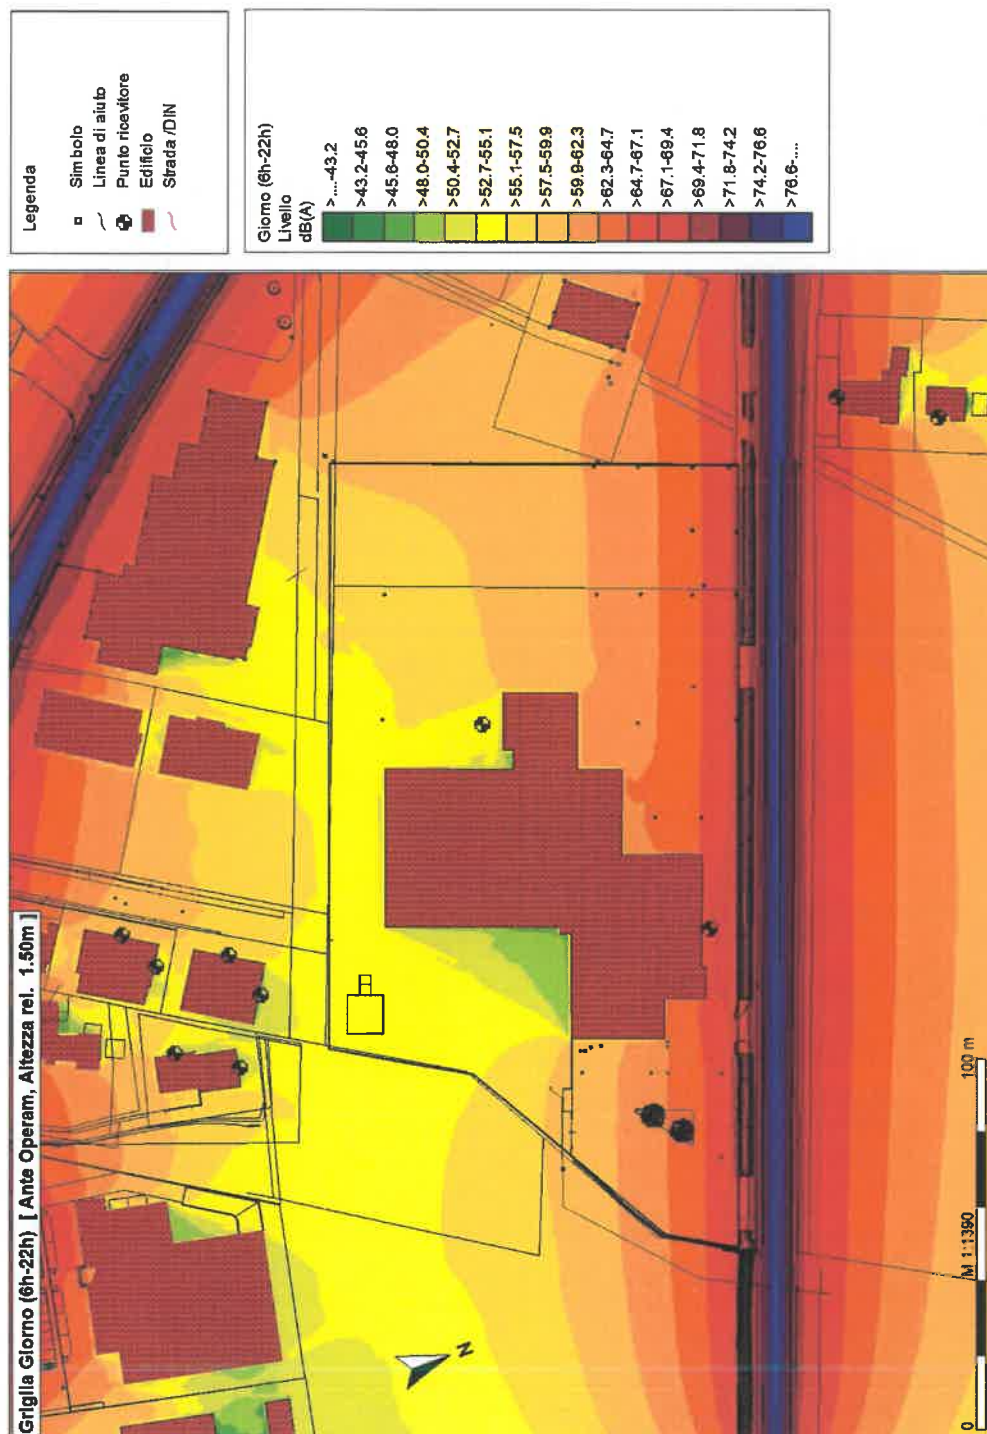 Griglia Giorno (6h-22h) [ Ante Operam, Altezza rel. 1.50m ]
Legenda
Simbolo
Linea di aiuto
Punto ricevitore
Edificio
Strada /DIN
Giorno (6h-22h)
Livello
dB(A)
>....-43.2
>43.2-45.6
>45.6-48.0
>48.0-50.4
>50.4-52.7
>52.7-55.1
>55.1-57.5
>57.5-59.9
>59.9-62.3
>62.3-64.7
>64.7-67.1
>67.1-69.4
>69.4-71.8
>71.8-74.2
>74.2-76.6
>76.6-....
N
0
M 1:1390
100 m